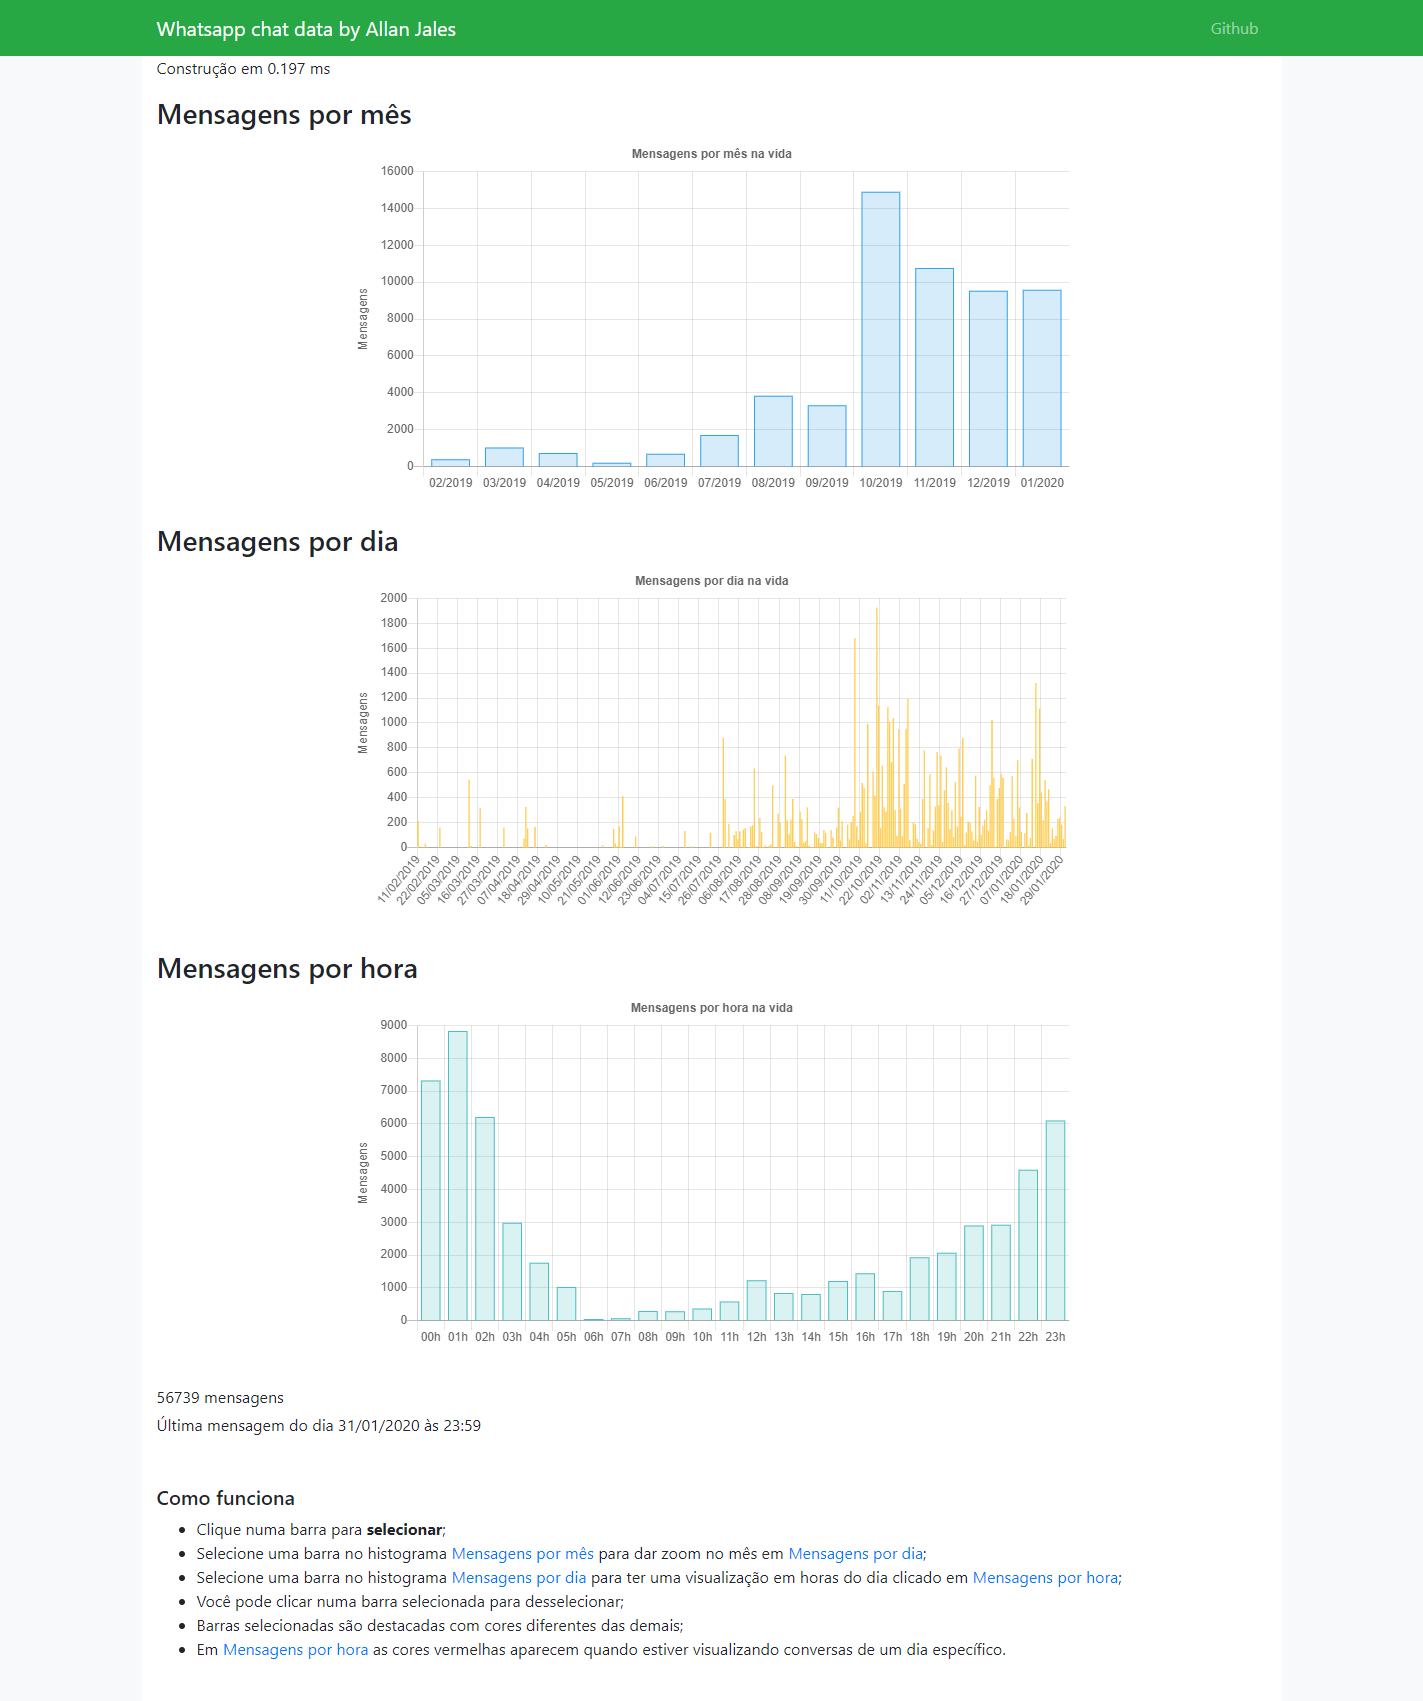 Whatsapp chat data by Allan Jales Github
Construção em 0.197 ms
Mensagens por mês
Mensagens por mês na vida
16000
14000
12000
10000
8000
6000
4000
2000
0
Mensagens
02/2019 03/2019 04/2019 05/2019 06/2019 07/2019 08/2019 09/2019 10/2019 11/2019 12/2019 01/2020
Mensagens por dia
Mensagens por dia na vida
2000
1800
1600
1400
1200
1000
800
600
400
200
0
Mensagens
11/02/2019 22/02/2019 05/03/2019 16/03/2019 27/03/2019 07/04/2019 18/04/2019 29/04/2019 10/05/2019 21/05/2019 01/06/2019 12/06/2019 23/06/2019 04/07/2019 15/07/2019 26/07/2019 06/08/2019 17/08/2019 28/08/2019 08/09/2019 19/09/2019 30/09/2019 11/10/2019 22/10/2019 02/11/2019 13/11/2019 24/11/2019 05/12/2019 16/12/2019 27/12/2019 07/01/2020 18/01/2020 29/01/2020
Mensagens por hora
Mensagens por hora na vida
9000
8000
7000
6000
5000
4000
3000
2000
1000
0
Mensagens
00h 01h 02h 03h 04h 05h 06h 07h 08h 09h 10h 11h 12h 13h 14h 15h 16h 17h 18h 19h 20h 21h 22h 23h
56739 mensagens
Última mensagem do dia 31/01/2020 às 23:59
Como funciona
• Clique numa barra para selecionar;
• Selecione uma barra no histograma Mensagens por mês para dar zoom no mês em Mensagens por dia;
• Selecione uma barra no histograma Mensagens por dia para ter uma visualização em horas do dia clicado em Mensagens por hora;
• Você pode clicar numa barra selecionada para desselecionar;
• Barras selecionadas são destacadas com cores diferentes das demais;
• Em Mensagens por hora as cores vermelhas aparecem quando estiver visualizando conversas de um dia específico.